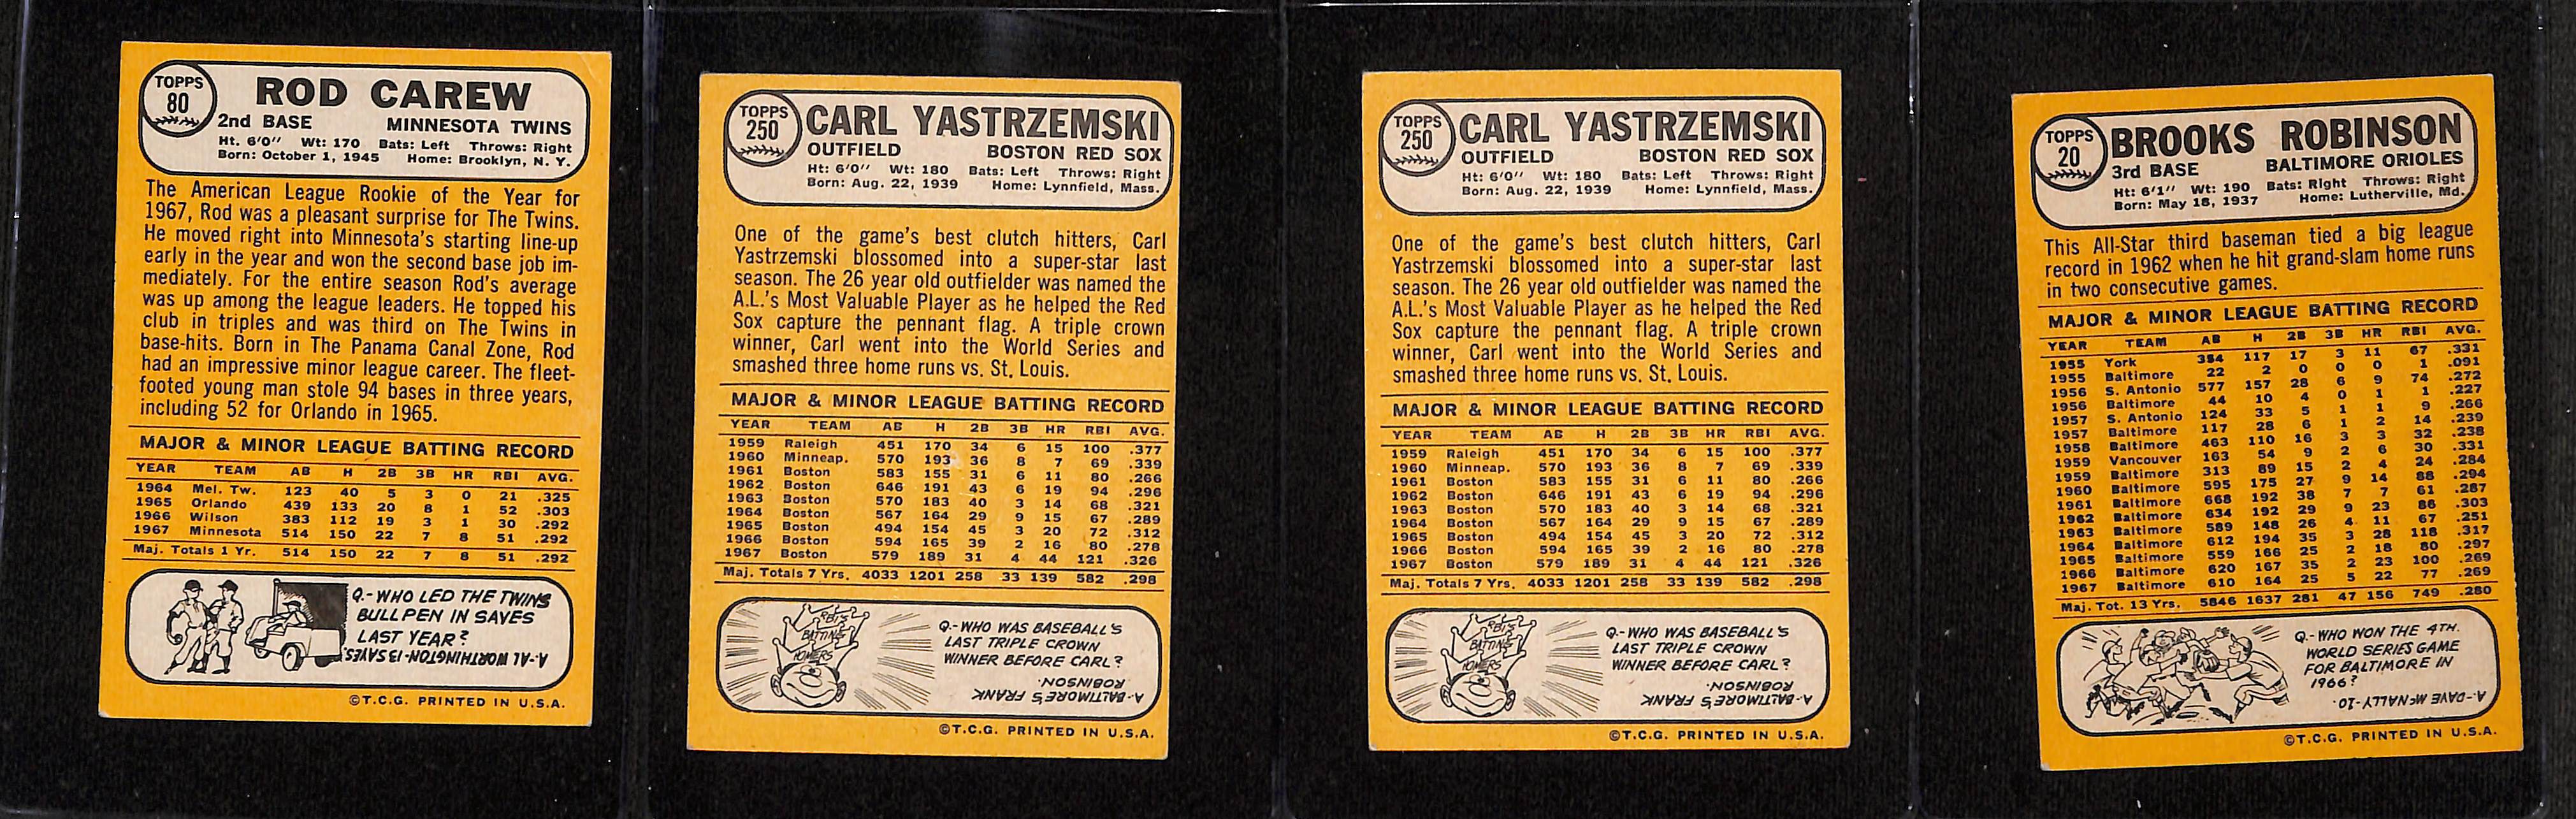 TOPPS
80
ROD CAREW
2nd BASE MINNESOTA TWINS
Ht. 6'0" Wt: 170 Bats: Left Throws: Right
Born: October 1, 1945 Home: Brooklyn, N. Y.
The American League Rookie of the Year for
1967, Rod was a pleasant surprise for The Twins.
He moved right into Minnesota's starting line-up
early in the year and won the second base job im-
mediately. For the entire season Rod's average
was up among the league leaders. He topped his
club in triples and was third on The Twins in
base-hits. Born in The Panama Canal Zone, Rod
had an impressive minor league career. The fleet-
footed young man stole 94 bases in three years,
including 52 for Orlando in 1965.
MAJOR & MINOR LEAGUE BATTING RECORD
YEAR TEAM AB H 2B 3B HR RBI AVG.
1964 Mel. Tw. 123 40 5 3 0 21 .325
1965 Orlando 439 133 20 8 1 52 .303
1966 Wilson 383 112 19 3 1 30 .292
1967 Minnesota 514 150 22 7 8 51 .292
Maj. Totals 1 Yr. 514 150 22 7 8 51 .292
Q.-WHO LED THE TWINS
BULLPEN IN SAVES
LAST YEAR?
A.-AL WORTHINGTON-13 SAVES.
©T.C.G. PRINTED IN U.S.A.
TOPPS
250
CARL YASTRZEMSKI
OUTFIELD BOSTON RED SOX
Ht: 6'0" Wt: 180 Bats: Left Throws: Right
Born: Aug. 22, 1939 Home: Lynnfield, Mass.
One of the game's best clutch hitters, Carl
Yastrzemski blossomed into a super-star last
season. The 26 year old outfielder was named the
A.L.'s Most Valuable Player as he helped the Red
Sox capture the pennant flag. A triple crown
winner, Carl went into the World Series and
smashed three home runs vs. St. Louis.
MAJOR & MINOR LEAGUE BATTING RECORD
YEAR TEAM AB H 2B 3B HR RBI AVG.
1959 Raleigh 451 170 34 6 15 100 .377
1960 Minneap. 570 193 36 8 7 69 .339
1961 Boston 583 155 31 6 11 80 .266
1962 Boston 646 191 43 6 19 94 .296
1963 Boston 570 183 40 3 14 68 .321
1964 Boston 567 164 29 9 15 67 .289
1965 Boston 494 154 45 3 20 72 .312
1966 Boston 594 165 39 2 16 80 .278
1967 Boston 579 189 31 4 44 121 .326
Maj. Totals 7 Yrs. 4033 1201 258 33 139 582 .298
RBI'S
BATTING
HOMERS
Q.-WHO WAS BASEBALL'S
LAST TRIPLE CROWN
WINNER BEFORE CARL?
A.-BALTIMORE'S FRANK
ROBINSON.
©T.C.G. PRINTED IN U.S.A.
TOPPS
250
CARL YASTRZEMSKI
OUTFIELD BOSTON RED SOX
Ht: 6'0" Wt: 180 Bats: Left Throws: Right
Born: Aug. 22, 1939 Home: Lynnfield, Mass.
One of the game's best clutch hitters, Carl
Yastrzemski blossomed into a super-star last
season. The 26 year old outfielder was named the
A.L.'s Most Valuable Player as he helped the Red
Sox capture the pennant flag. A triple crown
winner, Carl went into the World Series and
smashed three home runs vs. St. Louis.
MAJOR & MINOR LEAGUE BATTING RECORD
YEAR TEAM AB H 2B 3B HR RBI AVG.
1959 Raleigh 451 170 34 6 15 100 .377
1960 Minneap. 570 193 36 8 7 69 .339
1961 Boston 583 155 31 6 11 80 .266
1962 Boston 646 191 43 6 19 94 .296
1963 Boston 570 183 40 3 14 68 .321
1964 Boston 567 164 29 9 15 67 .289
1965 Boston 494 154 45 3 20 72 .312
1966 Boston 594 165 39 2 16 80 .278
1967 Boston 579 189 31 4 44 121 .326
Maj. Totals 7 Yrs. 4033 1201 258 33 139 582 .298
RBI'S
BATTING
HOMERS
Q.-WHO WAS BASEBALL'S
LAST TRIPLE CROWN
WINNER BEFORE CARL?
A.-BALTIMORE'S FRANK
ROBINSON.
©T.C.G. PRINTED IN U.S.A.
TOPPS
20
BROOKS ROBINSON
3rd BASE BALTIMORE ORIOLES
Ht: 6'1" Wt: 190 Bats: Right Throws: Right
Born: May 18, 1937 Home: Lutherville, Md.
This All-Star third baseman tied a big league
record in 1962 when he hit grand-slam home runs
in two consecutive games.
MAJOR & MINOR LEAGUE BATTING RECORD
YEAR TEAM AB H 2B 3B HR RBI AVG.
1955 York 354 117 17 3 11 67 .331
1955 Baltimore 22 2 0 0 0 1 .091
1956 S. Antonio 577 157 28 6 9 74 .272
1956 Baltimore 44 10 4 0 1 1 .227
1957 S. Antonio 124 33 5 1 1 9 .266
1957 Baltimore 117 28 6 1 2 14 .239
1958 Baltimore 463 110 16 3 3 32 .238
1959 Vancouver 163 54 9 2 6 30 .331
1959 Baltimore 313 89 15 2 4 24 .284
1960 Baltimore 595 175 27 9 14 88 .294
1961 Baltimore 668 192 38 7 7 61 .287
1962 Baltimore 634 192 29 9 23 86 .303
1963 Baltimore 589 148 26 4 11 67 .251
1964 Baltimore 612 194 35 3 28 118 .317
1965 Baltimore 559 166 25 2 18 80 .297
1966 Baltimore 620 167 35 2 23 100 .269
1967 Baltimore 610 164 25 5 22 77 .269
Maj. Tot. 13 Yrs. 5846 1637 281 47 156 749 .280
Q.-WHO WON THE 4TH.
WORLD SERIES GAME
FOR BALTIMORE IN
1966?
A.-DAVE McNALLY-1-0.
©T.C.G. PRINTED IN U.S.A.